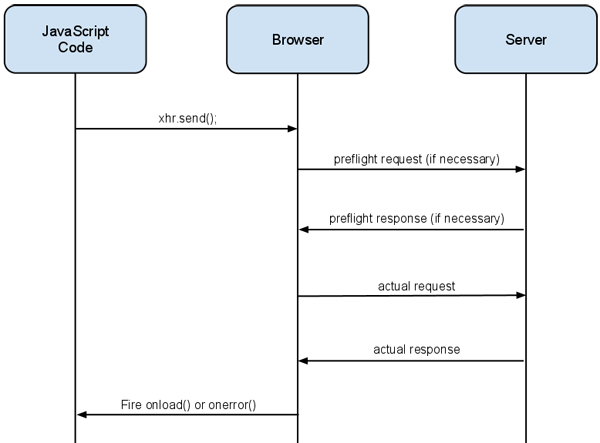 JavaScript
Code
Browser
Server
xhr.send();
preflight request (if necessary)
preflight response (if necessary)
actual request
actual response
Fire onload() or onerror()